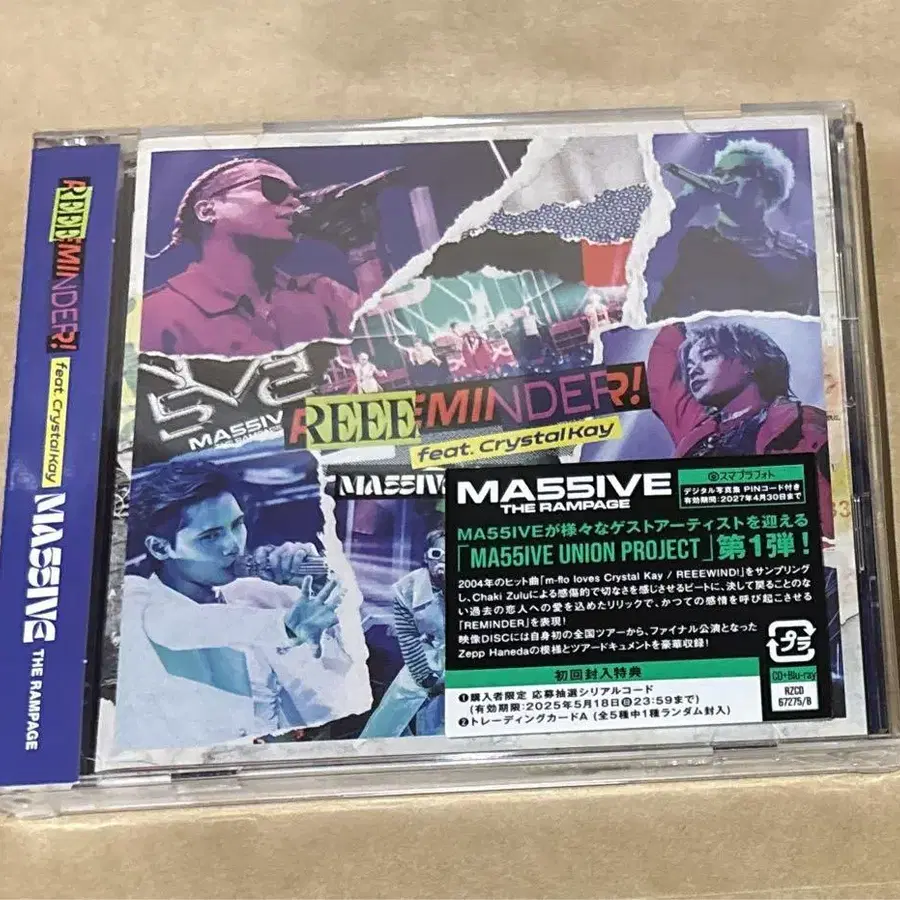 REEEMINDER!
feat. Crystal Kay
MA55IVE THE RAMPAGE
MA55IV
THE RAMPAGE
REEEMINDER!
feat. Crystal Kay
MA55IVE
MA55IVE
THE RAMPAGE
スマプラフォト
デジタル写真集 PINコード付き
有効期間:2027年4月30日まで
MA55IVEが様々なゲストアーティストを迎える
「MA55IVE UNION PROJECT」第1弾!
2004年のヒット曲「m-flo loves Crystal Kay / REEEWIND!」をサンプリング
し、Chaki Zuluによる感傷的で切なさを感じさせるビートに、決して戻ることのな
い過去の恋人への愛を込めたリリックで、かつての感情を呼び起こさせる
「REMINDER」を表現!
映像DISCには自身初の全国ツアーから、ファイナル公演となった
Zepp Hanedaの模様とツアードキュメントを豪華収録!
プラ
初回封入特典
CD+Blu-ray
RZCD
67275/B
❶購入者限定 応募抽選シリアルコード
(有効期限:2025年5月18日㊐23:59まで)
❷トレーディングカードA (全5種中1種ランダム封入)